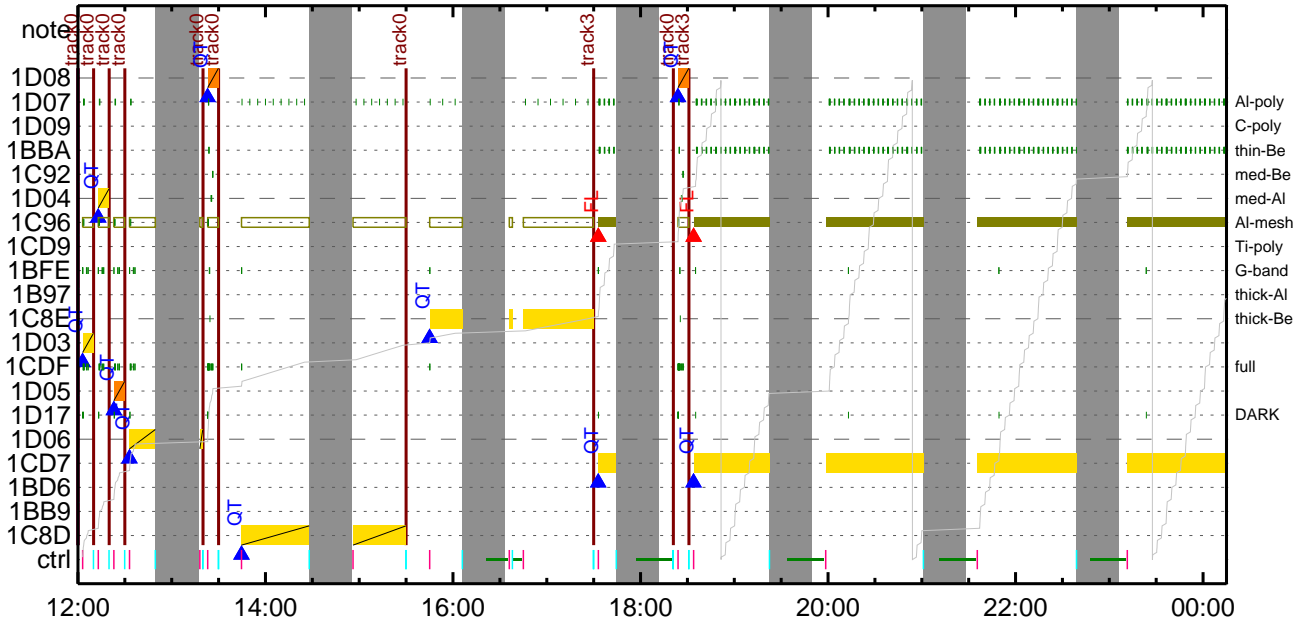 note track0 track0 track0 track0 track0 track0 track0 track3 track0 track3
QT QT
1D08
1D07 Al-poly
1D09 C-poly
1BBA thin-Be
1C92 QT med-Be
1D04 FL FL med-Al
1C96 Al-mesh
1CD9 Ti-poly
1BFE QT G-band
1B97 thick-Al
1C8E QT thick-Be
1D03
1CDF QT full
1D05
1D17 QT DARK
1D06 QT QT
1CD7
1BD6
1BB9 QT
1C8D
ctrl
12:00 14:00 16:00 18:00 20:00 22:00 00:00